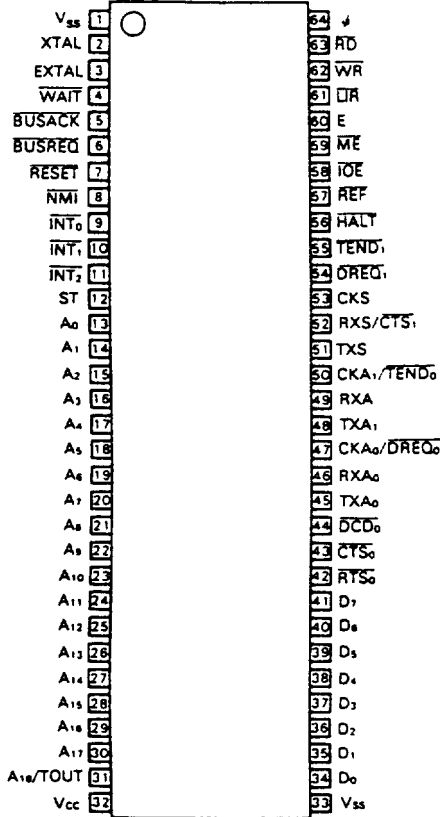 Vss 1 64 ϕ
XTAL 2 63 RD
EXTAL 3 62 WR
WAIT 4 61 LIR
BUSACK 5 60 E
BUSREQ 6 59 ME
RESET 7 58 IOE
NMI 8 57 REF
INT₀ 9 56 HALT
INT₁ 10 55 TEND₁
INT₂ 11 54 DREQ₁
ST 12 53 CKS
A₀ 13 52 RXS/CTS₁
A₁ 14 51 TXS
A₂ 15 50 CKA₁/TEND₀
A₃ 16 49 RXA
A₄ 17 48 TXA₁
A₅ 18 47 CKA₀/DREQ₀
A₆ 19 46 RXA₀
A₇ 20 45 TXA₀
A₈ 21 44 DCD₀
A₉ 22 43 CTS₀
A₁₀ 23 42 RTS₀
A₁₁ 24 41 D₇
A₁₂ 25 40 D₆
A₁₃ 26 39 D₅
A₁₄ 27 38 D₄
A₁₅ 28 37 D₃
A₁₆ 29 36 D₂
A₁₇ 30 35 D₁
A₁₈/TOUT 31 34 D₀
Vcc 32 33 Vss